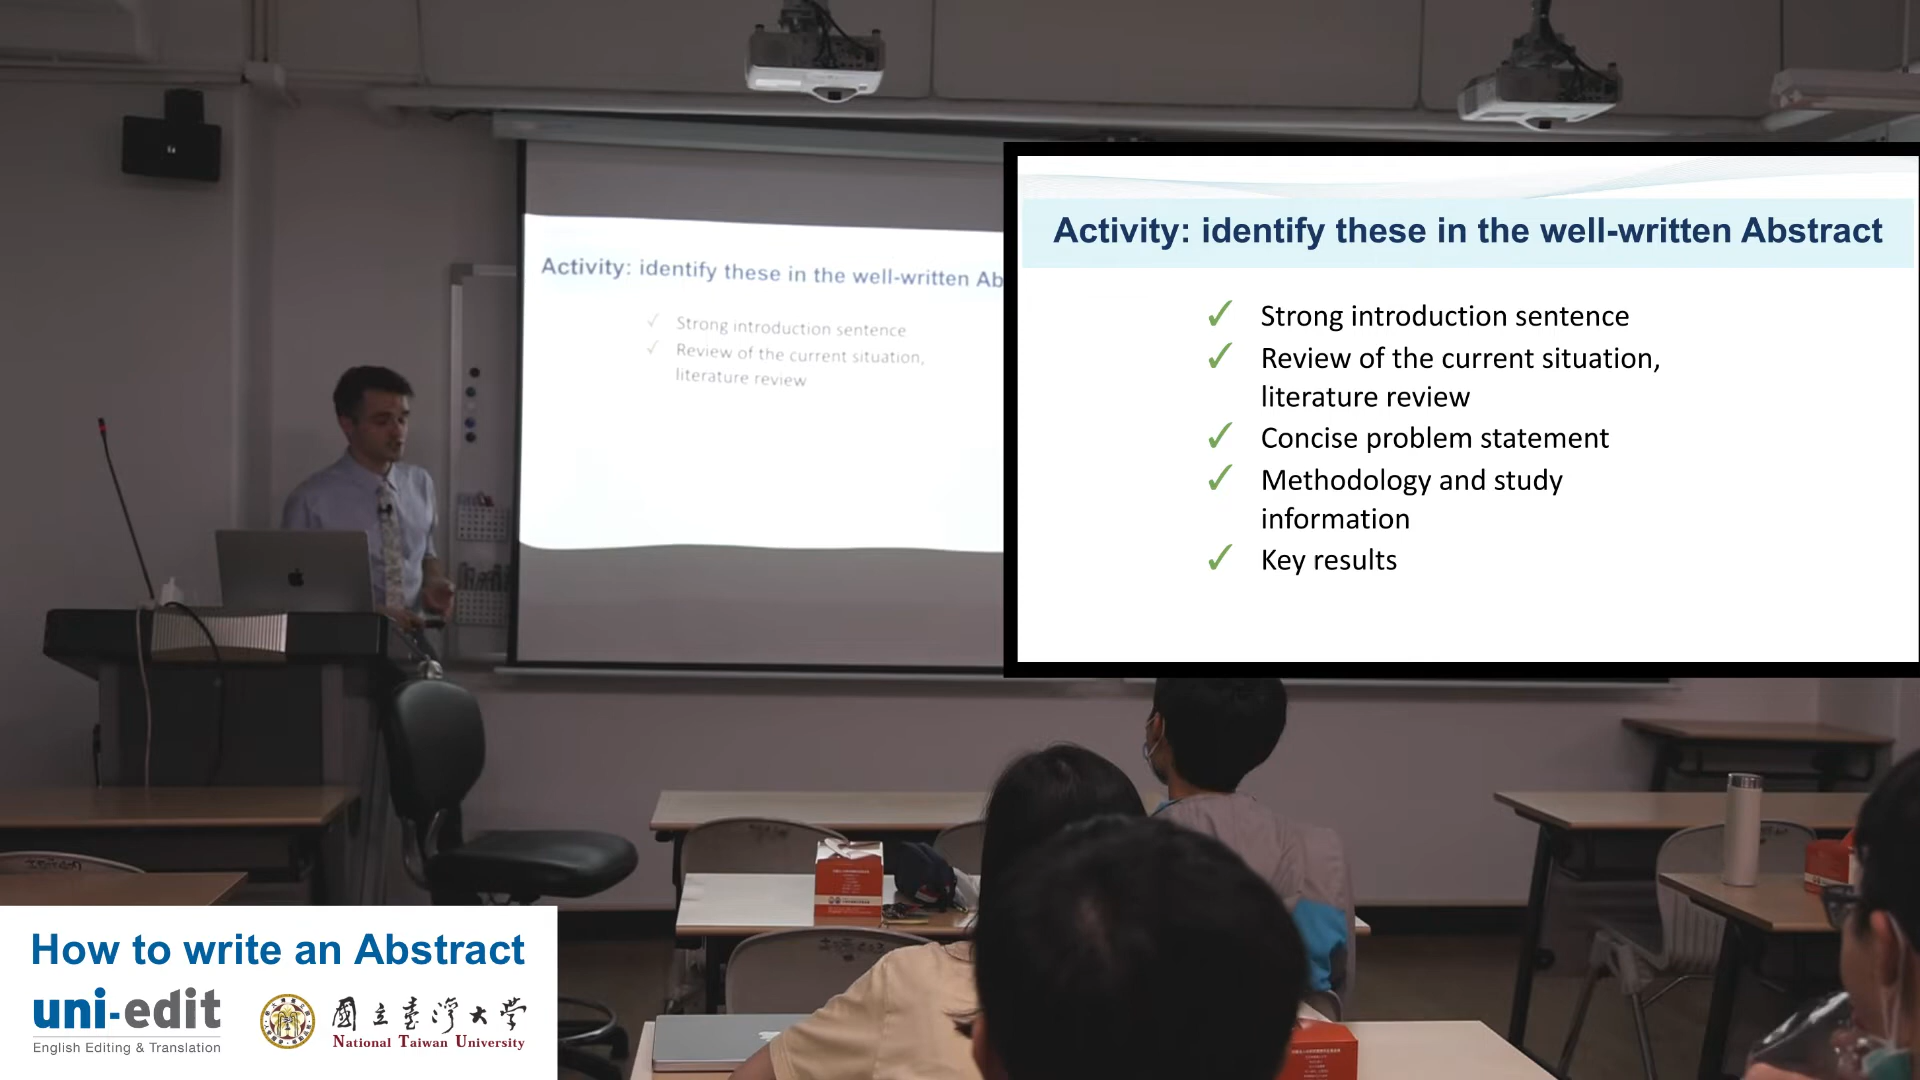 Activity: identify these in the well-written Ab
✓ Strong introduction sentence
✓ Review of the current situation,
literature review
Activity: identify these in the well-written Abstract
✓ Strong introduction sentence
✓ Review of the current situation,
literature review
✓ Concise problem statement
✓ Methodology and study
information
✓ Key results
How to write an Abstract
uni-edit
English Editing & Translation
國立臺灣大學
National Taiwan University